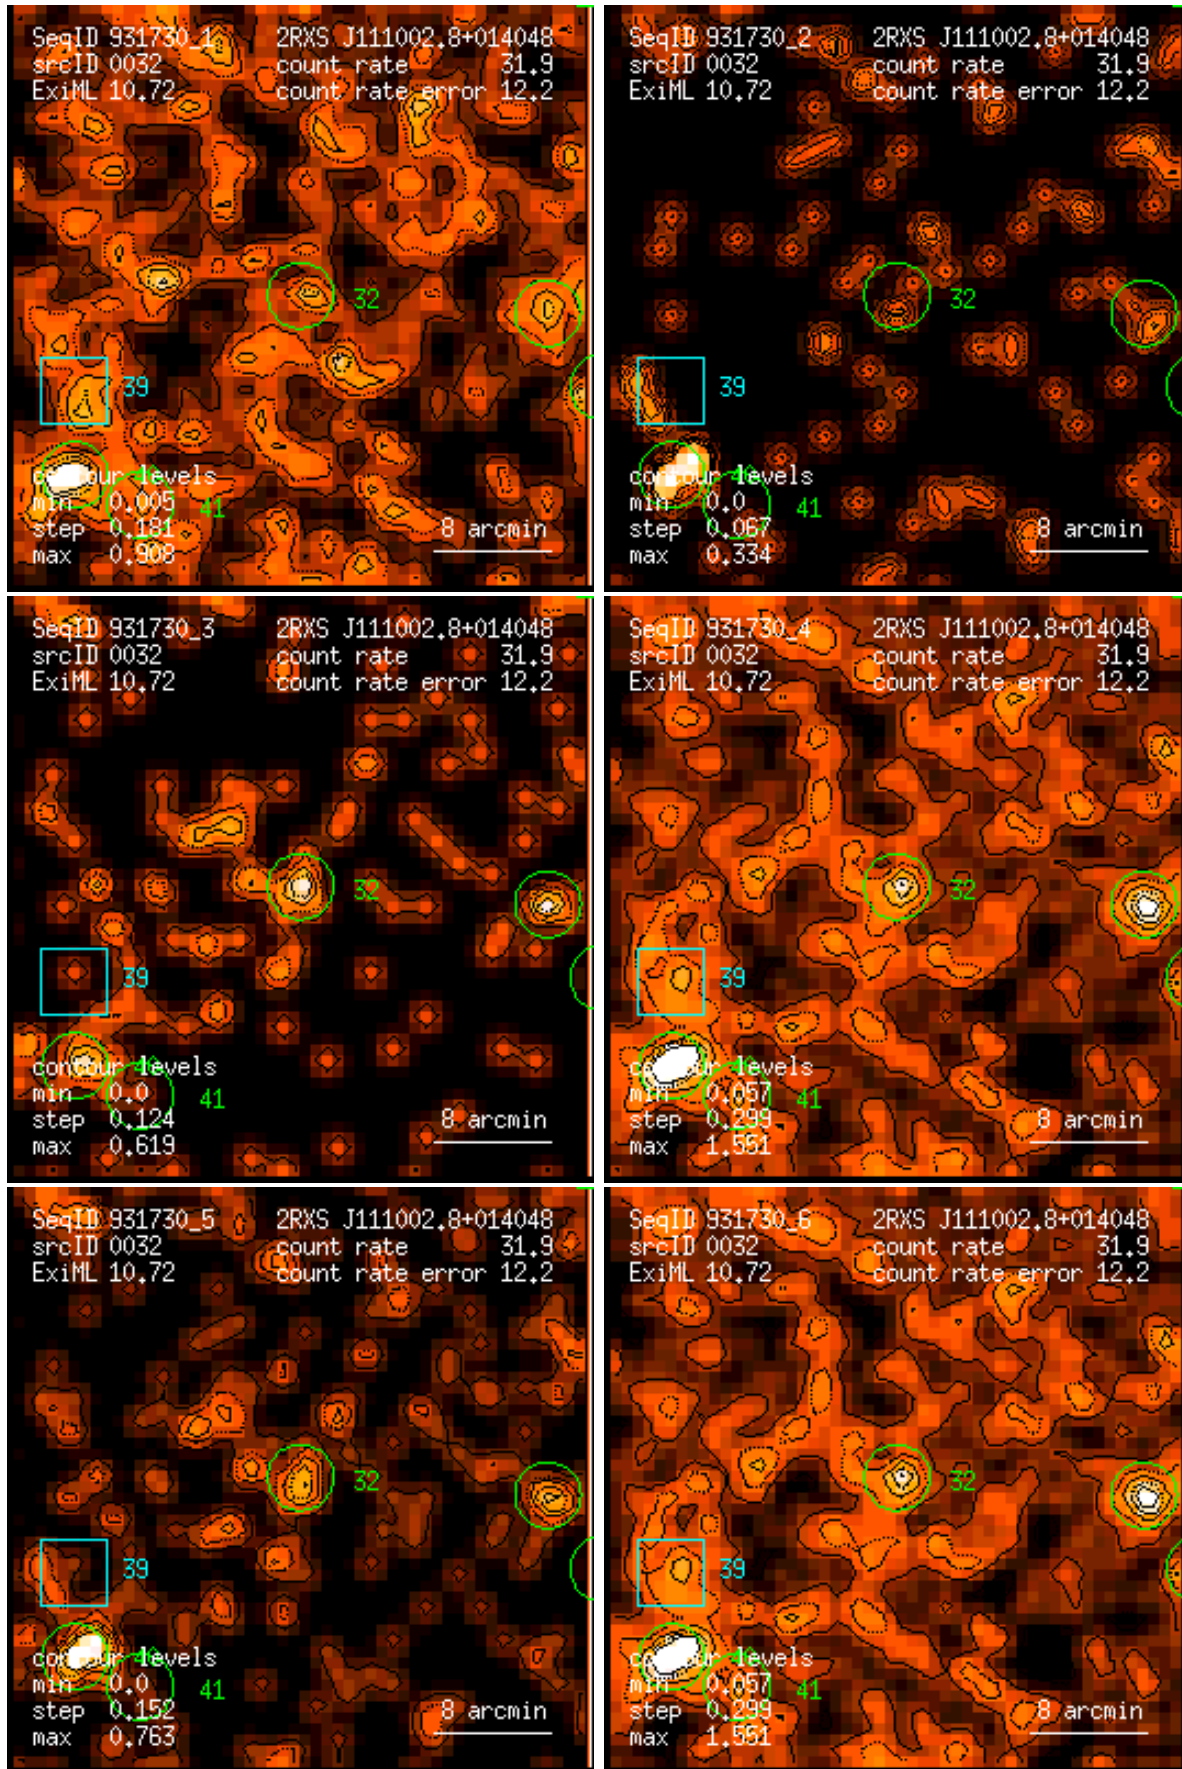 SeqID 931730_1 2RXS J111002.8+014048
srcID 0032 count rate 31.9
ExiML 10.72 count rate error 12.2
32
39
contour levels
min 0.005 41
step 0.181 8 arcmin
max 0.908
SeqID 931730_2 2RXS J111002.8+014048
srcID 0032 count rate 31.9
ExiML 10.72 count rate error 12.2
32
39
contour levels
min 0.0 41
step 0.067 8 arcmin
max 0.334
SeqID 931730_3 2RXS J111002.8+014048
srcID 0032 count rate 31.9
ExiML 10.72 count rate error 12.2
32
39
contour levels
min 0.0 41
step 0.124 8 arcmin
max 0.619
SeqID 931730_4 2RXS J111002.8+014048
srcID 0032 count rate 31.9
ExiML 10.72 count rate error 12.2
32
39
contour levels
min 0.057 41
step 0.299 8 arcmin
max 1.551
SeqID 931730_5 2RXS J111002.8+014048
srcID 0032 count rate 31.9
ExiML 10.72 count rate error 12.2
32
39
contour levels
min 0.0 41
step 0.152 8 arcmin
max 0.763
SeqID 931730_6 2RXS J111002.8+014048
srcID 0032 count rate 31.9
ExiML 10.72 count rate error 12.2
32
39
contour levels
min 0.057 41
step 0.299 8 arcmin
max 1.551